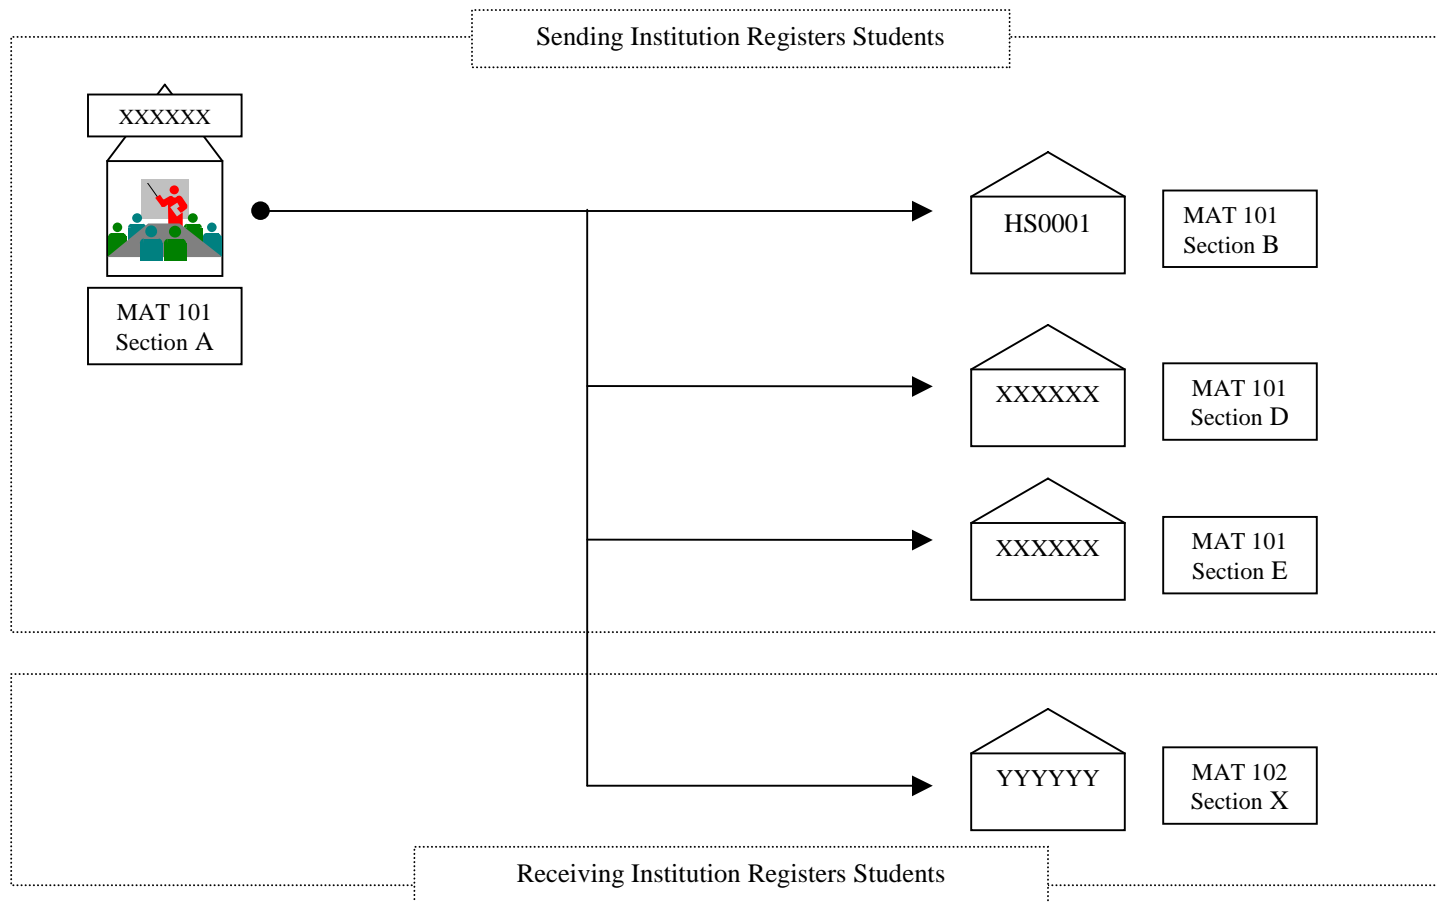 Sending Institution Registers Students
XXXXXX
MAT 101
Section A
HS0001
MAT 101
Section B
XXXXXX
MAT 101
Section D
XXXXXX
MAT 101
Section E
YYYYYY
MAT 102
Section X
Receiving Institution Registers Students